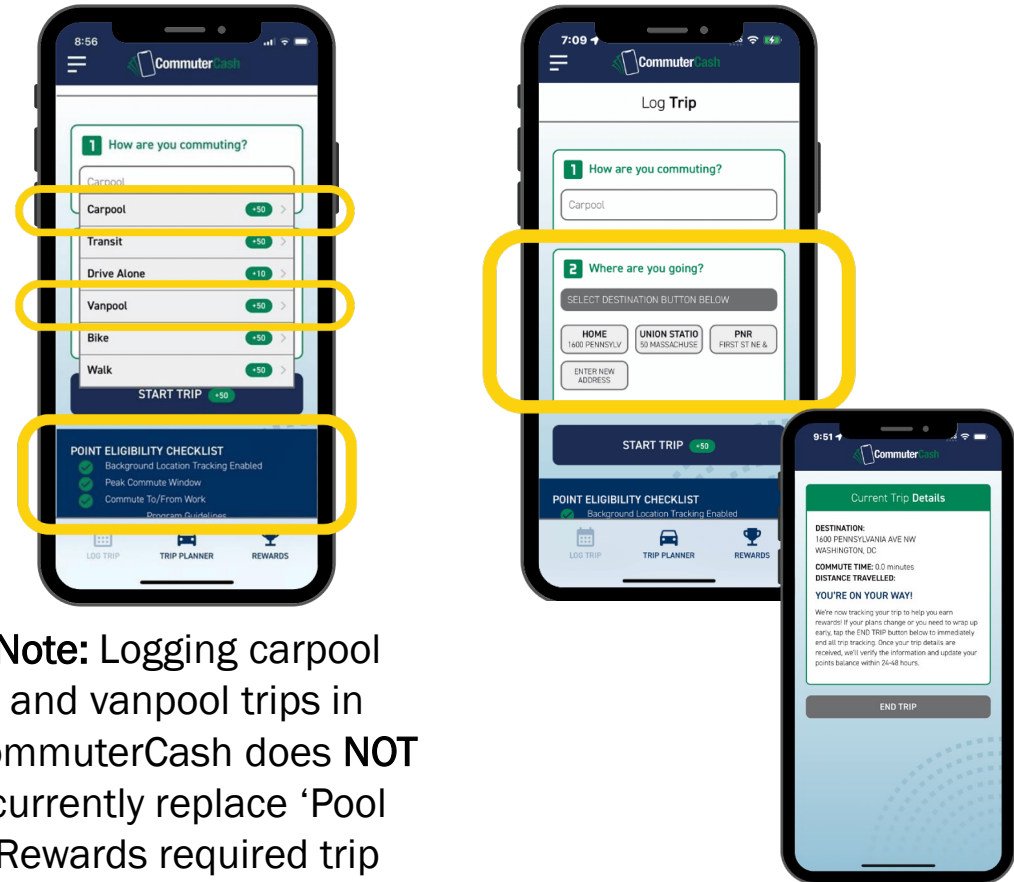 8:56
CommuterCash
1 How are you commuting?
Carpool
Carpool +50 >
Transit +50 >
Drive Alone +10 >
Vanpool +50 >
Bike +50 >
Walk +50 >
START TRIP +50
POINT ELIGIBILITY CHECKLIST
Background Location Tracking Enabled
Peak Commute Window
Commute To/From Work
Program Guidelines
LOG TRIP TRIP PLANNER REWARDS
Note: Logging carpool
and vanpool trips in
ommuterCash does NOT
currently replace ‘Pool
Rewards required trip
7:09
CommuterCash
Log Trip
1 How are you commuting?
Carpool
2 Where are you going?
SELECT DESTINATION BUTTON BELOW
HOME UNION STATIO PNR
1600 PENNSYLV 50 MASSACHUSE FIRST ST NE &
ENTER NEW
ADDRESS
START TRIP +50
POINT ELIGIBILITY CHECKLIST
Background Location Tracking Enabled
LOG TRIP TRIP PLANNER REWARDS
9:51
CommuterCash
Current Trip Details
DESTINATION:
1600 PENNSYLVANIA AVE NW
WASHINGTON, DC
COMMUTE TIME: 0.0 minutes
DISTANCE TRAVELLED:
YOU'RE ON YOUR WAY!
We're now tracking your trip to help you earn
rewards! If your plans change or you need to wrap up
early, tap the END TRIP button below to immediately
end all trip tracking. Once your trip details are
received, we'll verify the information and update your
points balance within 24-48 hours.
END TRIP